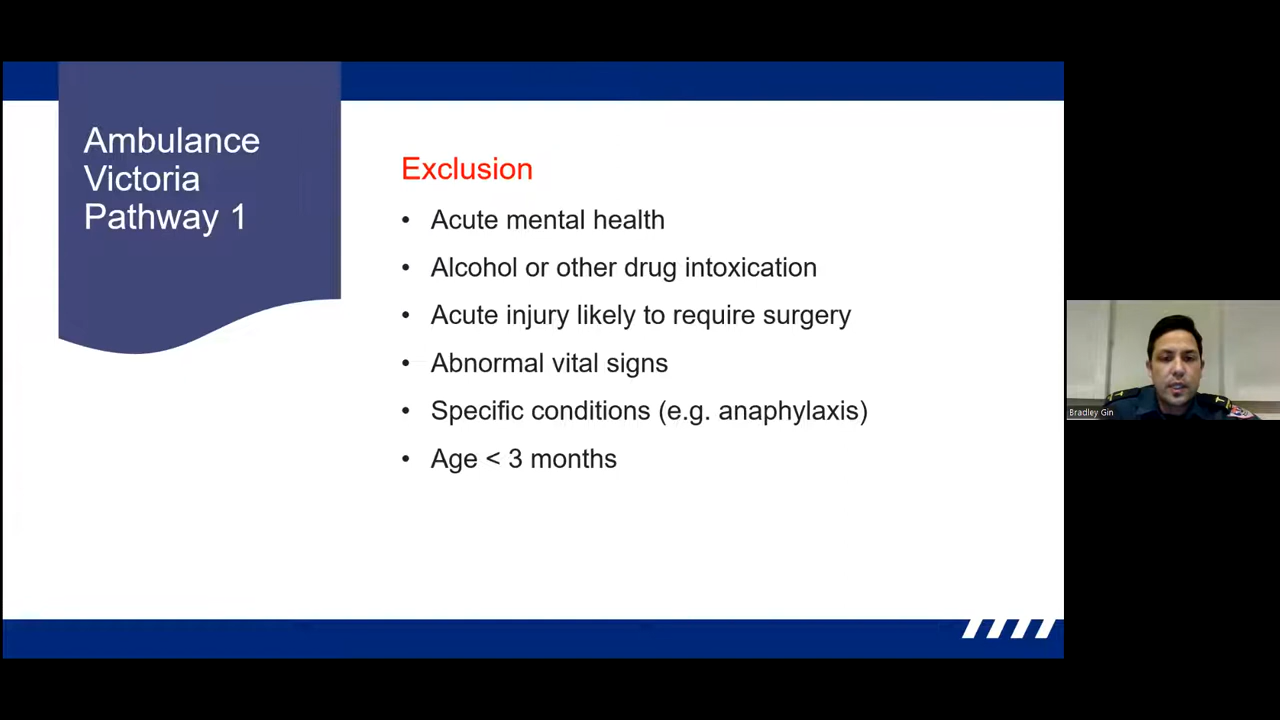 Ambulance
Victoria
Pathway 1
Exclusion
• Acute mental health
• Alcohol or other drug intoxication
• Acute injury likely to require surgery
• Abnormal vital signs
• Specific conditions (e.g. anaphylaxis)
• Age < 3 months
Bradley Gin